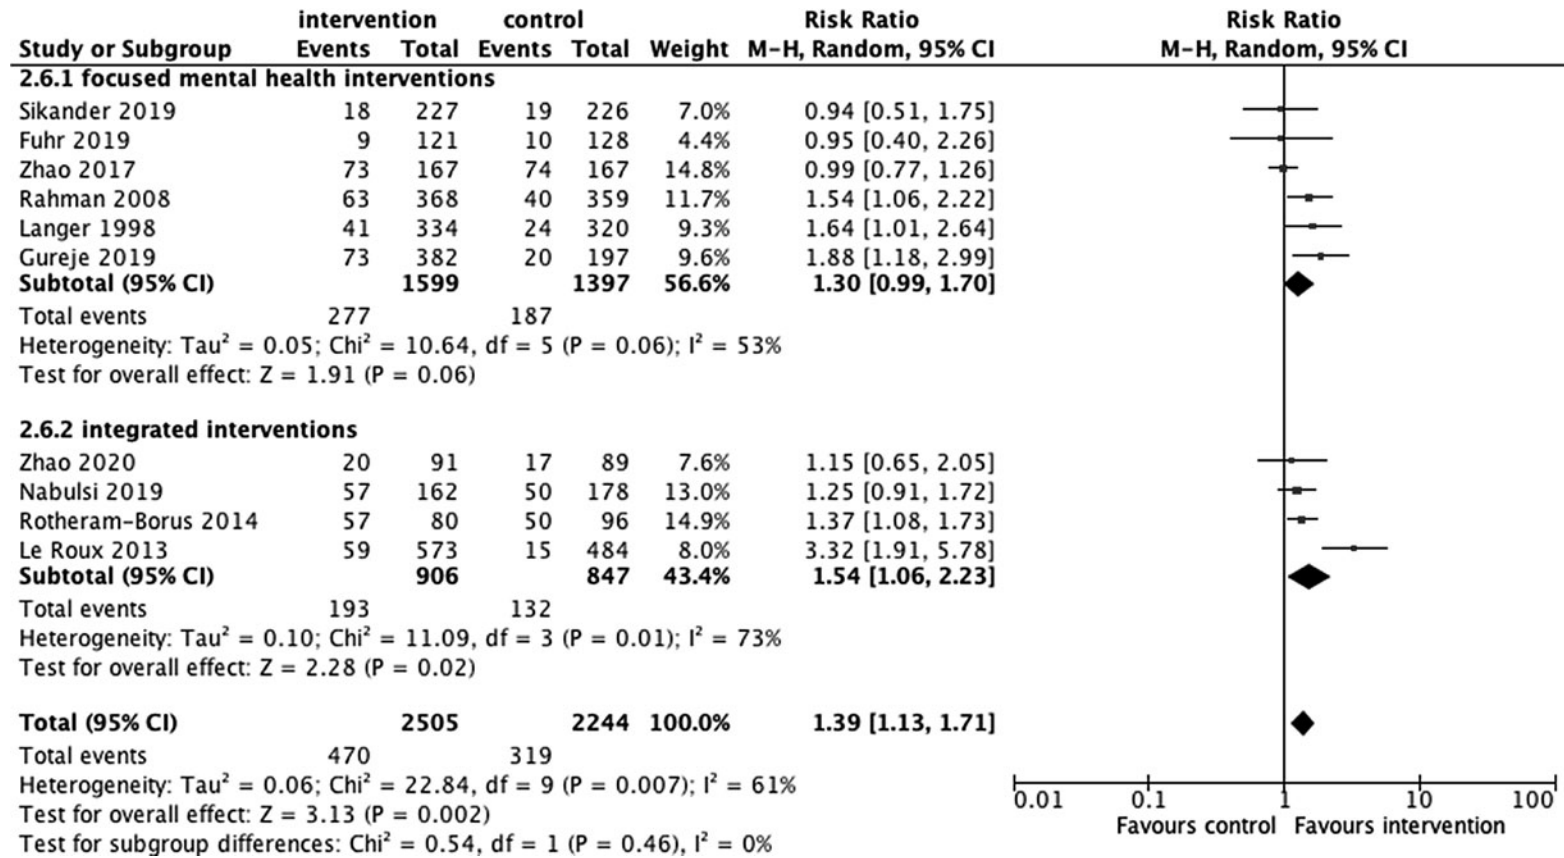 intervention control Risk Ratio Risk Ratio
Study or Subgroup Events Total Events Total Weight M-H, Random, 95% CI M-H, Random, 95% CI
2.6.1 focused mental health interventions
Sikander 2019 18 227 19 226 7.0% 0.94 [0.51, 1.75]
Fuhr 2019 9 121 10 128 4.4% 0.95 [0.40, 2.26]
Zhao 2017 73 167 74 167 14.8% 0.99 [0.77, 1.26]
Rahman 2008 63 368 40 359 11.7% 1.54 [1.06, 2.22]
Langer 1998 41 334 24 320 9.3% 1.64 [1.01, 2.64]
Gureje 2019 73 382 20 197 9.6% 1.88 [1.18, 2.99]
Subtotal (95% CI) 1599 1397 56.6% 1.30 [0.99, 1.70]
Total events 277 187
Heterogeneity: Tau² = 0.05; Chi² = 10.64, df = 5 (P = 0.06); I² = 53%
Test for overall effect: Z = 1.91 (P = 0.06)
2.6.2 integrated interventions
Zhao 2020 20 91 17 89 7.6% 1.15 [0.65, 2.05]
Nabulsi 2019 57 162 50 178 13.0% 1.25 [0.91, 1.72]
Rotheram-Borus 2014 57 80 50 96 14.9% 1.37 [1.08, 1.73]
Le Roux 2013 59 573 15 484 8.0% 3.32 [1.91, 5.78]
Subtotal (95% CI) 906 847 43.4% 1.54 [1.06, 2.23]
Total events 193 132
Heterogeneity: Tau² = 0.10; Chi² = 11.09, df = 3 (P = 0.01); I² = 73%
Test for overall effect: Z = 2.28 (P = 0.02)
Total (95% CI) 2505 2244 100.0% 1.39 [1.13, 1.71]
Total events 470 319
Heterogeneity: Tau² = 0.06; Chi² = 22.84, df = 9 (P = 0.007); I² = 61%
Test for overall effect: Z = 3.13 (P = 0.002)
Test for subgroup differences: Chi² = 0.54, df = 1 (P = 0.46), I² = 0%
0.01 0.1 1 10 100
Favours control Favours intervention